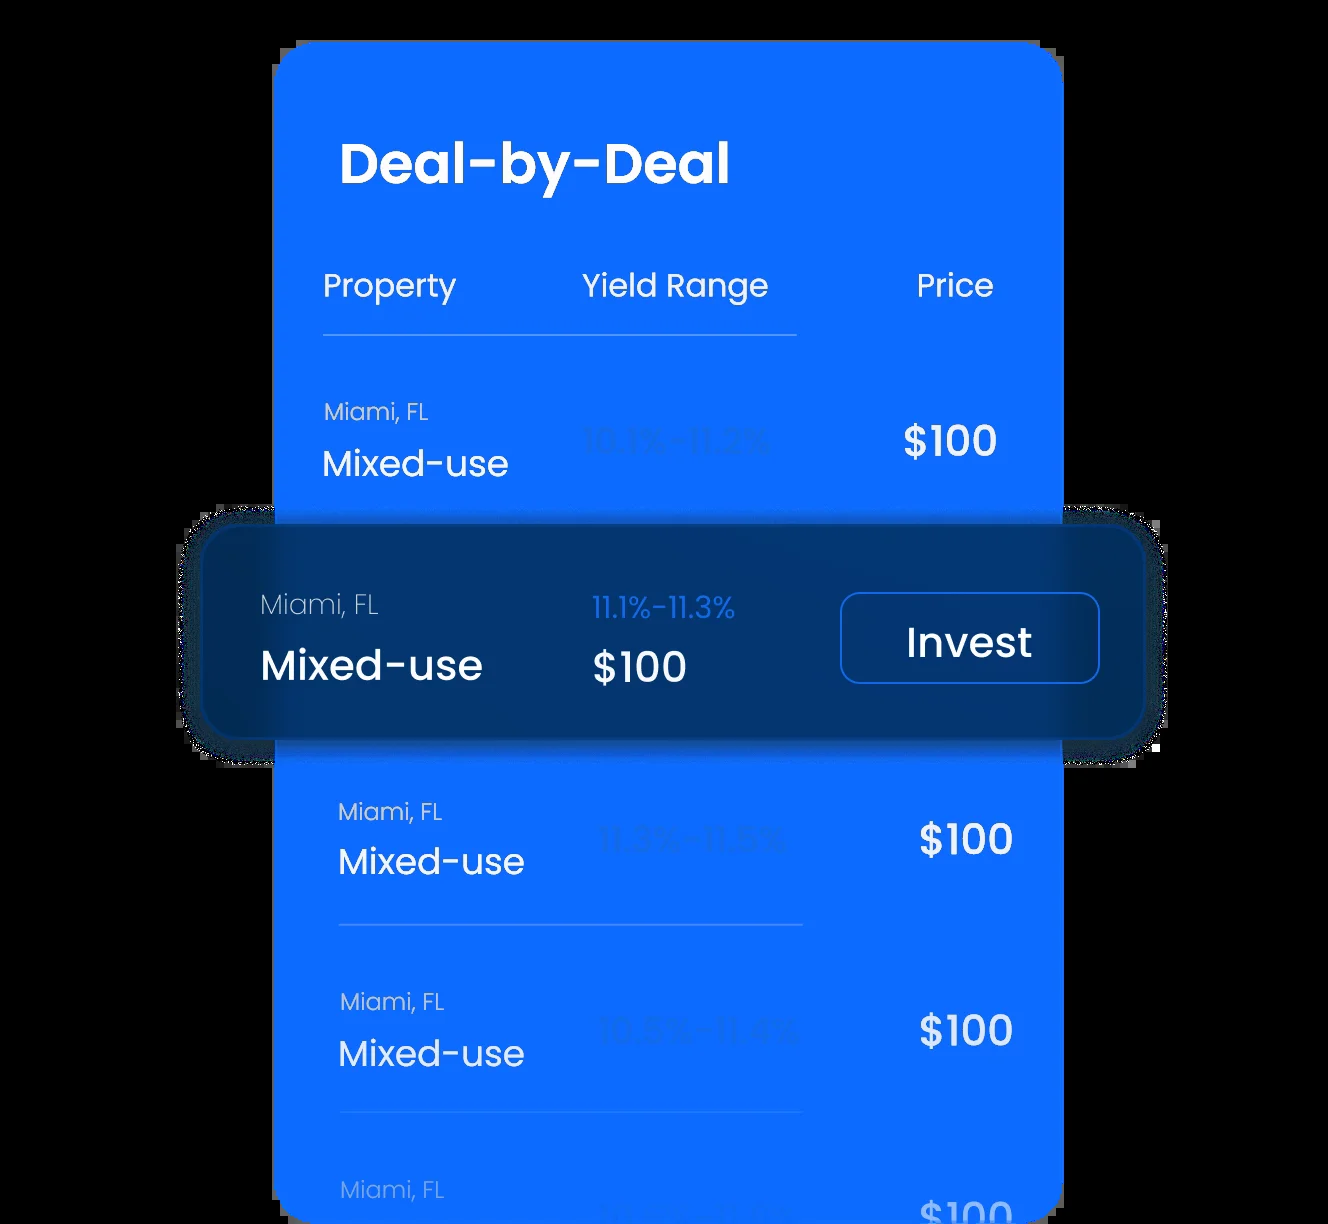 Deal-by-Deal
Property Yield Range Price
Miami, FL
Mixed-use 10.1%-11.2% $100
Miami, FL 11.1%-11.3%
Mixed-use $100 Invest
Miami, FL
Mixed-use 11.3%-11.5% $100
Miami, FL
Mixed-use 10.5%-11.4% $100
Miami, FL
$100